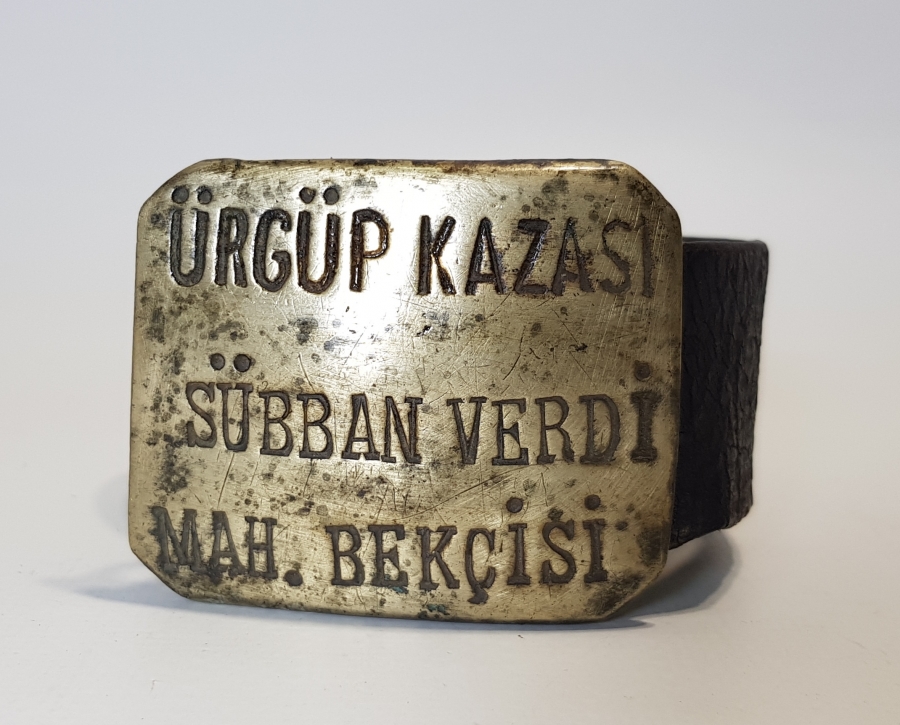 ÜRGÜP KAZASI
SÜBBAN VERDİ
MAH. BEKÇİSİ